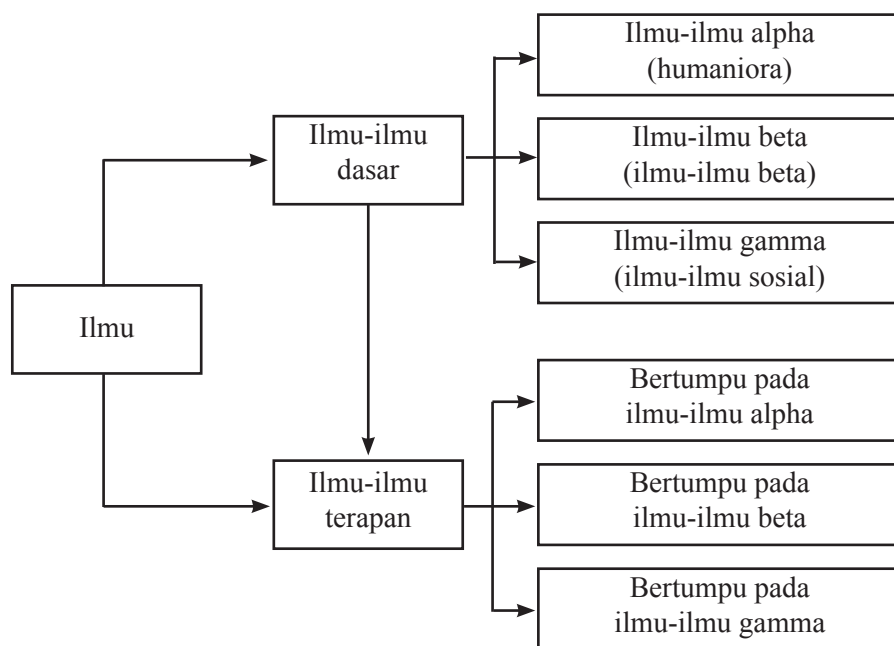 Ilmu-ilmu alpha
(humaniora)
Ilmu-ilmu
dasar
Ilmu-ilmu beta
(ilmu-ilmu beta)
Ilmu-ilmu gamma
(ilmu-ilmu sosial)
Ilmu
Bertumpu pada
ilmu-ilmu alpha
Ilmu-ilmu
terapan
Bertumpu pada
ilmu-ilmu beta
Bertumpu pada
ilmu-ilmu gamma